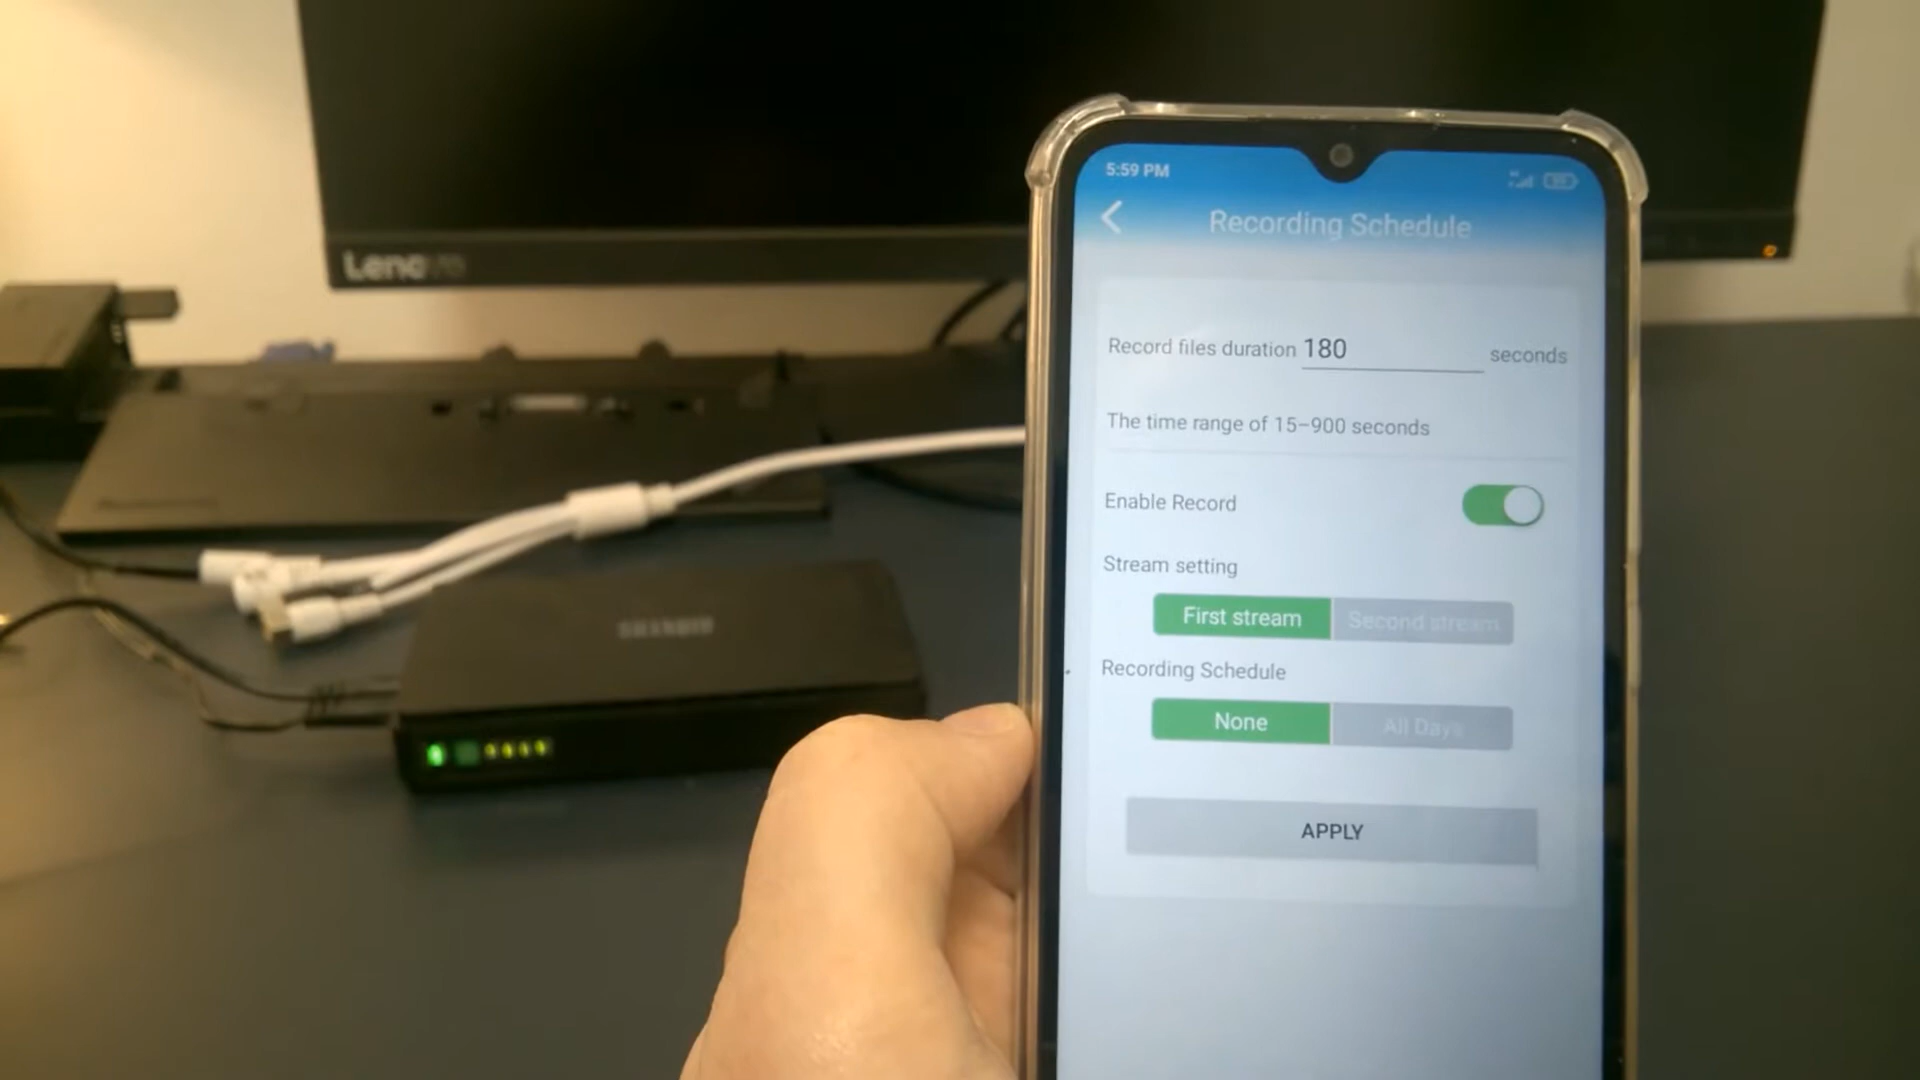 Lenovo
5:59 PM
Recording Schedule
Record files duration 180 seconds
The time range of 15–900 seconds
Enable Record
Stream setting
First stream Second stream
Recording Schedule
None All Days
APPLY